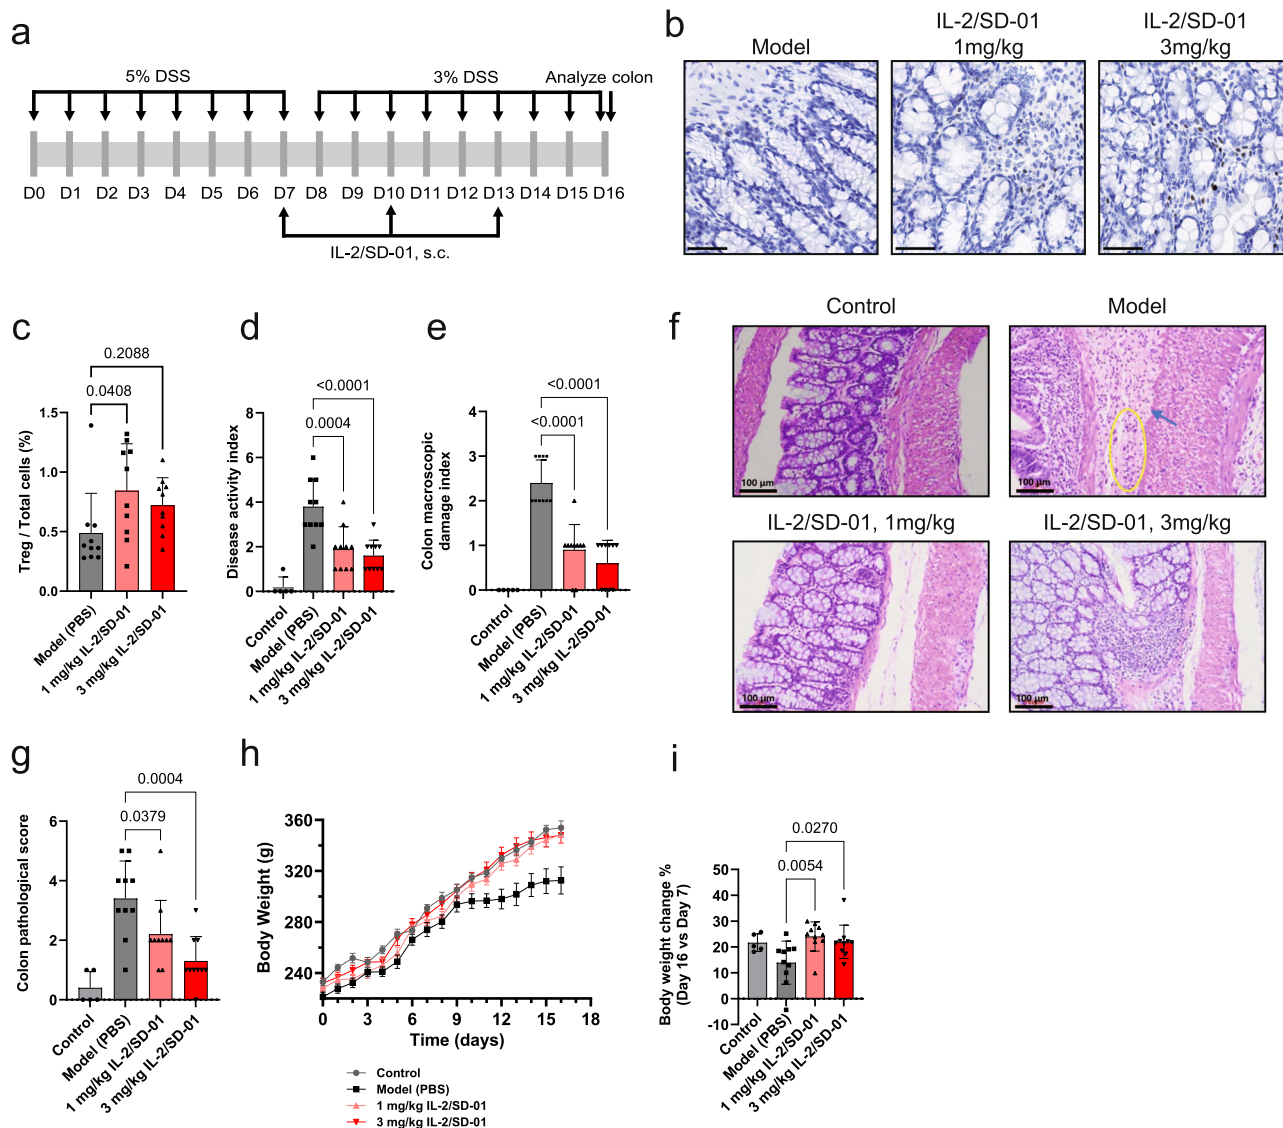 a
5% DSS
3% DSS
Analyze colon
D0 D1 D2 D3 D4 D5 D6 D7 D8 D9 D10 D11 D12 D13 D14 D15 D16
IL-2/SD-01, s.c.
b
Model
IL-2/SD-01
1mg/kg
IL-2/SD-01
3mg/kg
c
0.2088
0.0408
Treg / Total cells (%)
1.5
1.0
0.5
0.0
Model (PBS)
1 mg/kg IL-2/SD-01
3 mg/kg IL-2/SD-01
d
<0.0001
0.0004
Disease activity index
8
6
4
2
0
Control
Model (PBS)
1 mg/kg IL-2/SD-01
3 mg/kg IL-2/SD-01
e
<0.0001
<0.0001
Colon macroscopic
damage index
4
3
2
1
0
Control
Model (PBS)
1 mg/kg IL-2/SD-01
3 mg/kg IL-2/SD-01
f
Control
Model
100 μm
100 μm
IL-2/SD-01, 1mg/kg
IL-2/SD-01, 3mg/kg
100 μm
100 μm
g
0.0004
0.0379
Colon pathological score
6
4
2
0
Control
Model (PBS)
1 mg/kg IL-2/SD-01
3 mg/kg IL-2/SD-01
h
Body Weight (g)
360
320
280
240
0 3 6 9 12 15 18
Time (days)
Control
Model (PBS)
1 mg/kg IL-2/SD-01
3 mg/kg IL-2/SD-01
i
0.0270
0.0054
Body weight change %
(Day 16 vs Day 7)
50
40
30
20
10
0
-10
Control
Model (PBS)
1 mg/kg IL-2/SD-01
3 mg/kg IL-2/SD-01